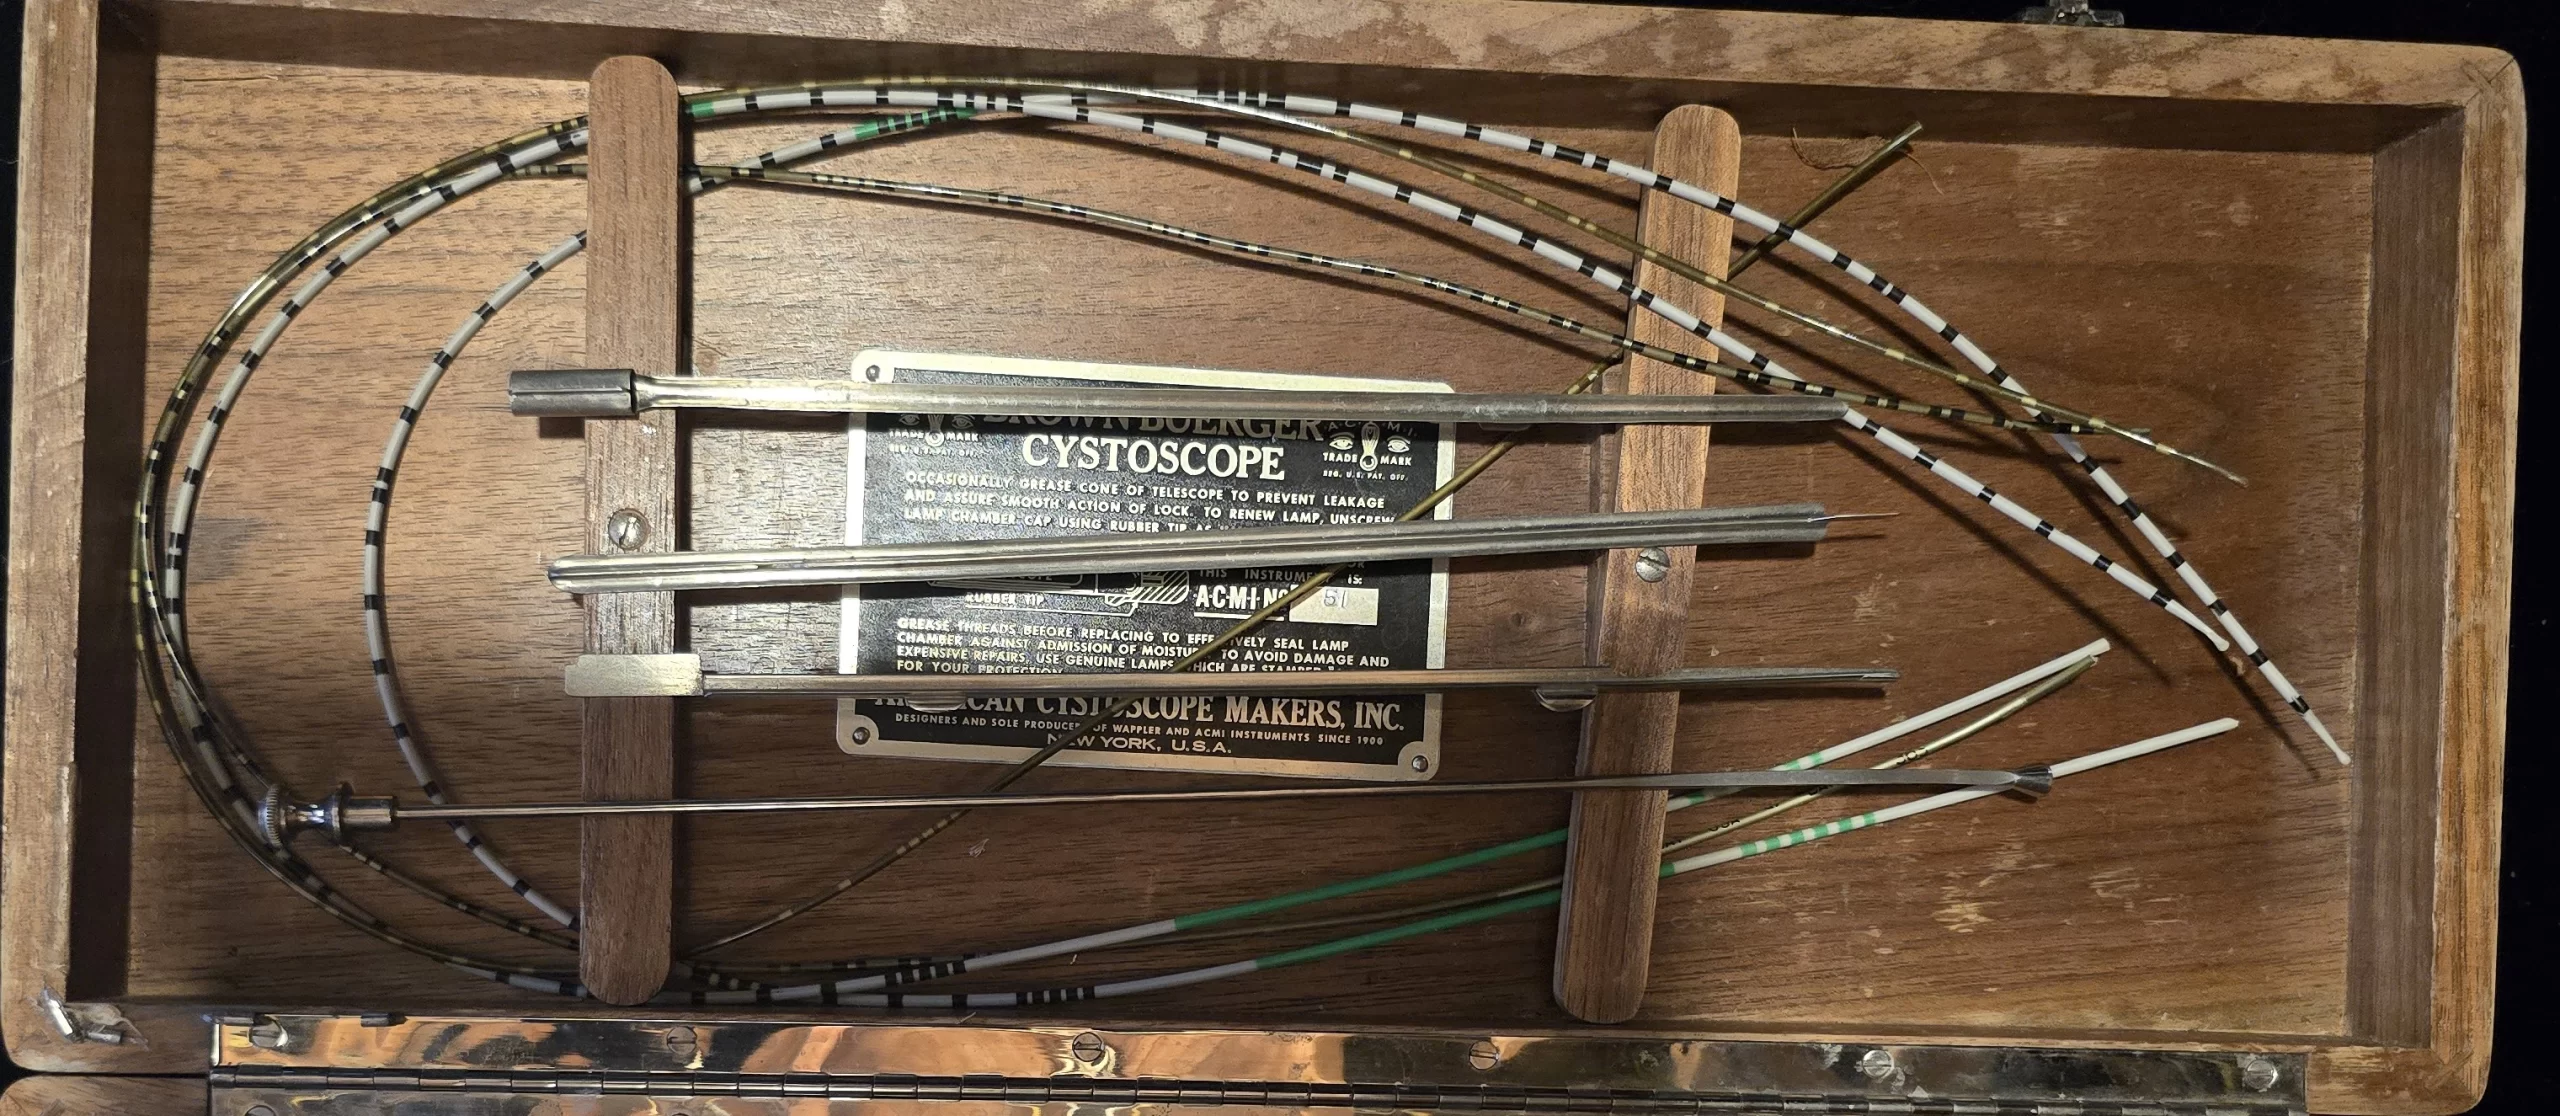 BROWN BUERGER
A·C·M·I·
CYSTOSCOPE
TRADE MARK
REG. U.S. PAT. OFF.
TRADE MARK
REG. U.S. PAT. OFF.
OCCASIONALLY GREASE CONE OF TELESCOPE TO PREVENT LEAKAGE
AND ASSURE SMOOTH ACTION OF LOCK. TO RENEW LAMP, UNSCREW
LAMP CHAMBER CAP USING RUBBER TIP AS
THIS INSTRUMENT IS:
RUBBER TIP
A·C·M·I· No 51
GREASE THREADS BEFORE REPLACING TO EFFECTIVELY SEAL LAMP
CHAMBER AGAINST ADMISSION OF MOISTURE. TO AVOID DAMAGE AND
EXPENSIVE REPAIRS, USE GENUINE LAMPS WHICH ARE STAMPED
FOR YOUR PROTECTION
AMERICAN CYSTOSCOPE MAKERS, INC.
DESIGNERS AND SOLE PRODUCERS OF WAPPLER AND ACMI INSTRUMENTS SINCE 1900
NEW YORK, U.S.A.